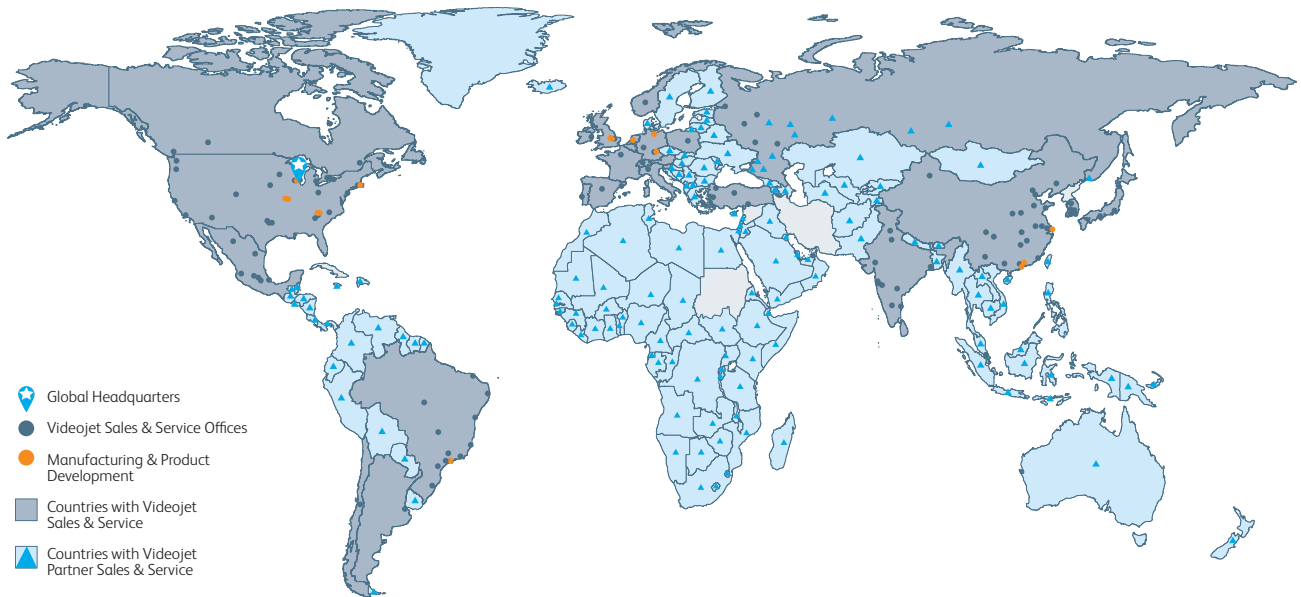 Global Headquarters
Videojet Sales & Service Offices
Manufacturing & Product
Development
Countries with Videojet
Sales & Service
Countries with Videojet
Partner Sales & Service